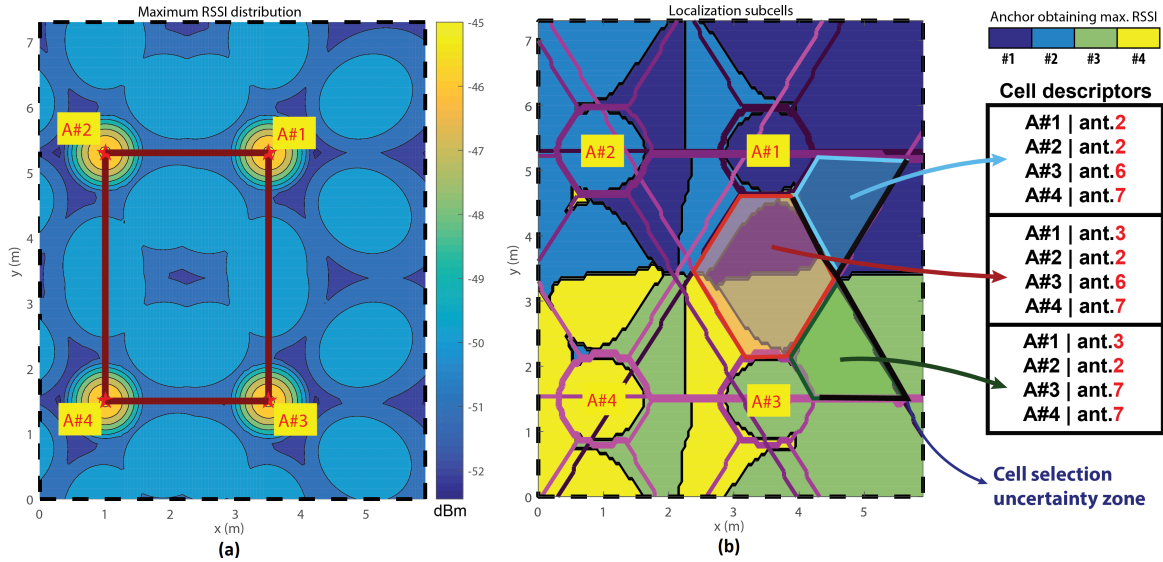 Maximum RSSI distribution
7
6
5
4
3
2
1
0
y (m)
0
1
2
3
4
5
x (m)
A#2
A#1
A#4
A#3
-45
-46
-47
-48
-49
-50
-51
-52
dBm
(a)
Localization subcells
7
6
5
4
3
2
1
0
y (m)
0
1
2
3
4
5
x (m)
A#2
A#1
A#4
A#3
(b)
Anchor obtaining max. RSSI
#1 #2 #3 #4
Cell descriptors
A#1 | ant.2
A#2 | ant.2
A#3 | ant.6
A#4 | ant.7
A#1 | ant.3
A#2 | ant.2
A#3 | ant.6
A#4 | ant.7
A#1 | ant.3
A#2 | ant.2
A#3 | ant.7
A#4 | ant.7
Cell selection
uncertainty zone